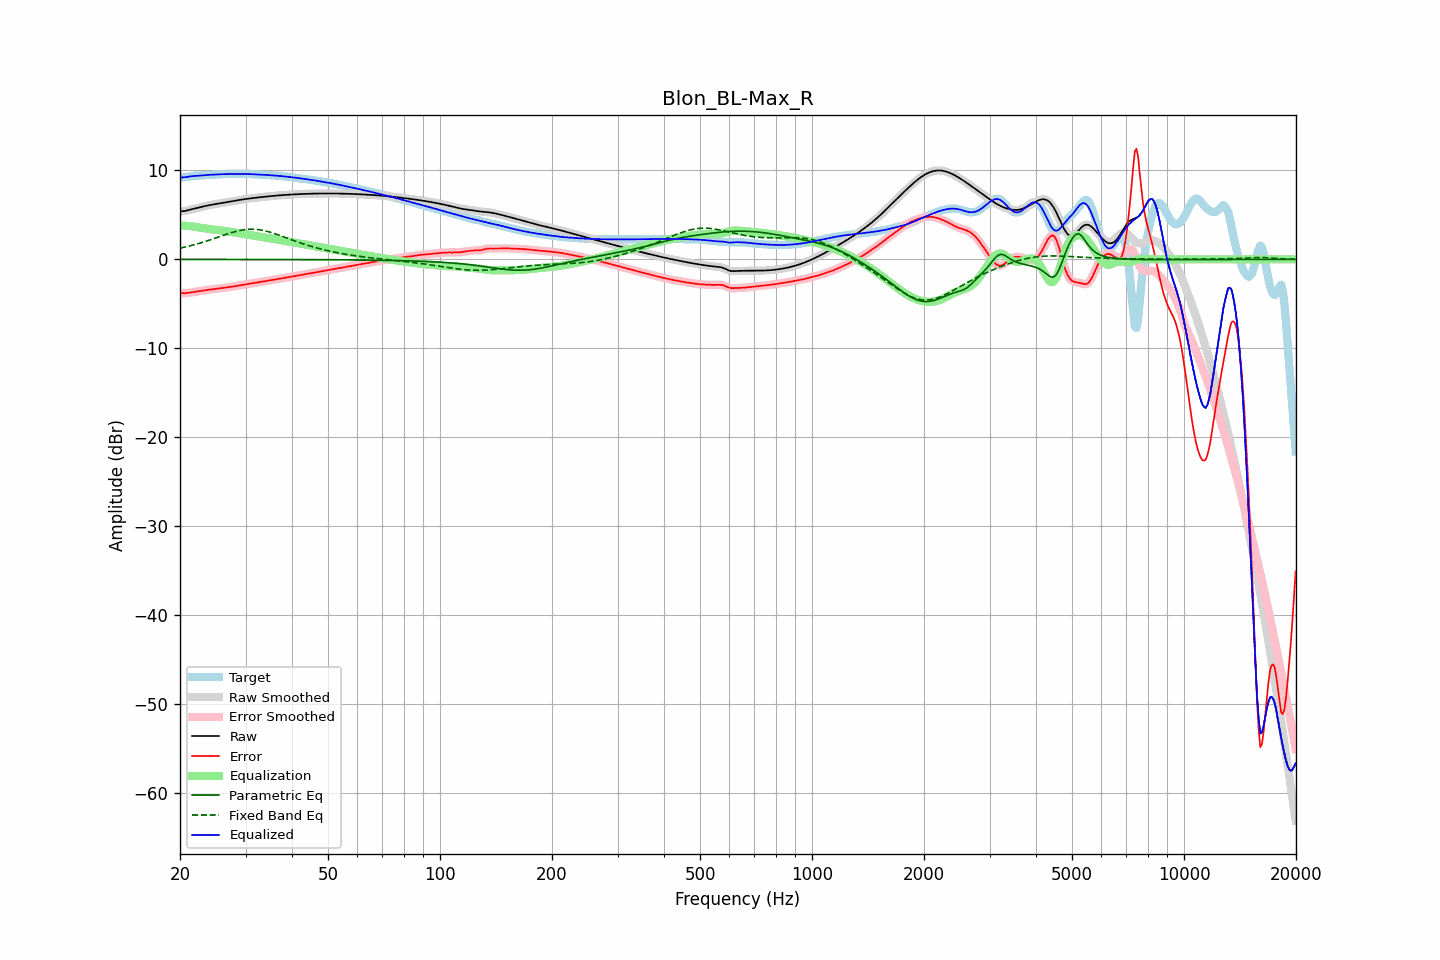 Blon_BL-Max_R
10
0
−10
−20
−30
−40
−50
−60
Amplitude (dBr)
Target
Raw Smoothed
Error Smoothed
Raw
Error
Equalization
Parametric Eq
Fixed Band Eq
Equalized
20 50 100 200 500 1000 2000 5000 10000 20000
Frequency (Hz)